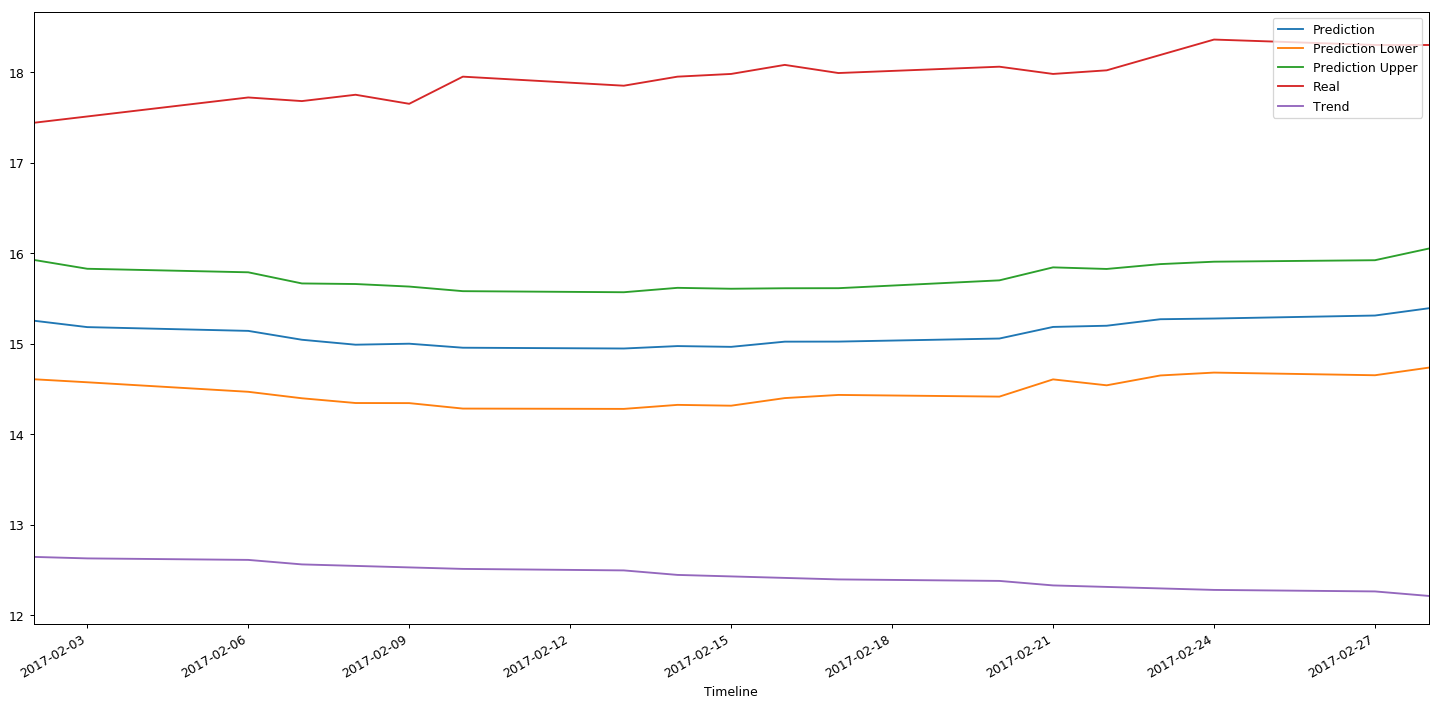 Prediction
Prediction Lower
Prediction Upper
Real
Trend
18
17
16
15
14
13
12
2017-02-03
2017-02-06
2017-02-09
2017-02-12
2017-02-15
2017-02-18
2017-02-21
2017-02-24
2017-02-27
Timeline